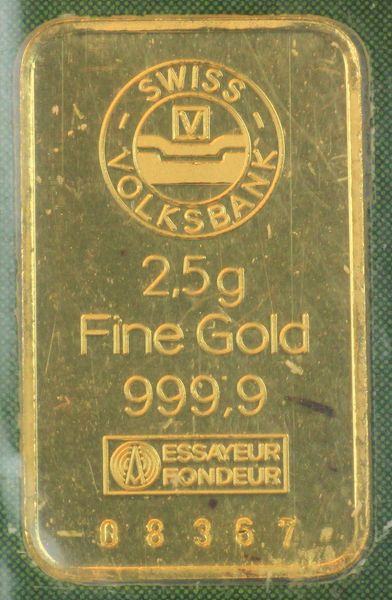 SWISS
V
VOLKSBANK
2,5g
Fine Gold
999,9
ESSAYEUR
FONDEUR
08367